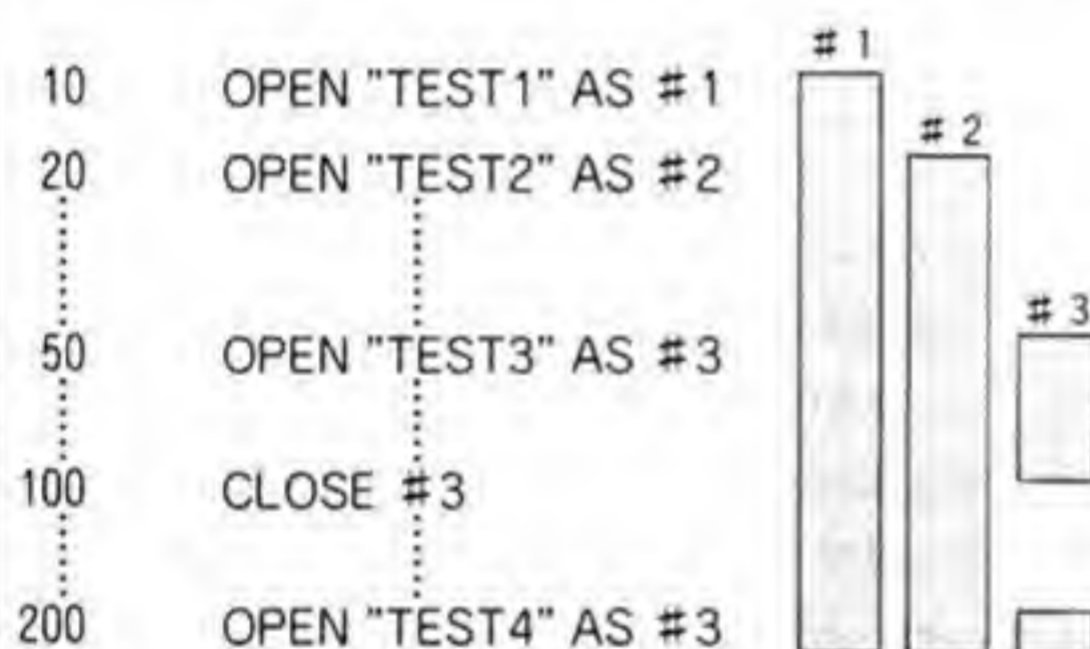 # 1
10 OPEN "TEST1" AS #1
# 2
20 OPEN "TEST2" AS #2
# 3
50 OPEN "TEST3" AS #3
100 CLOSE #3
200 OPEN "TEST4" AS #3